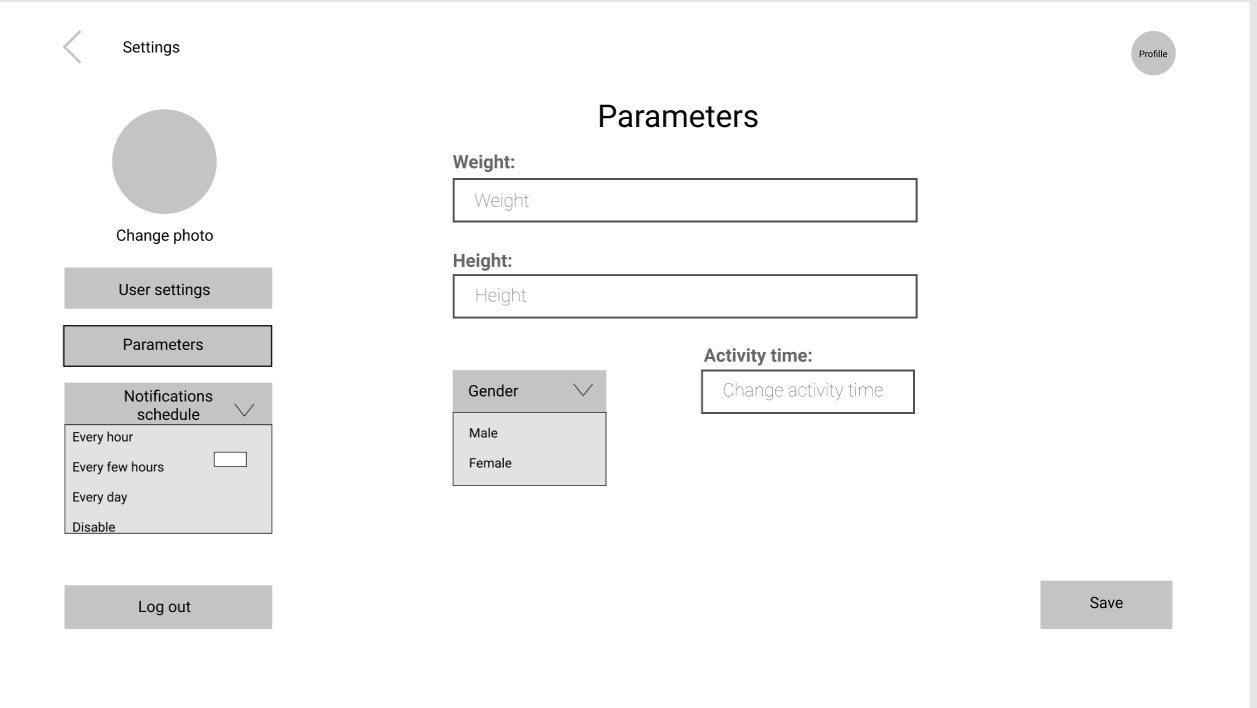 Settings
Profille
Parameters
Change photo
User settings
Parameters
Notifications
schedule
Every hour
Every few hours
Every day
Disable
Log out
Weight:
Weight
Height:
Height
Gender
Male
Female
Activity time:
Change activity time
Save